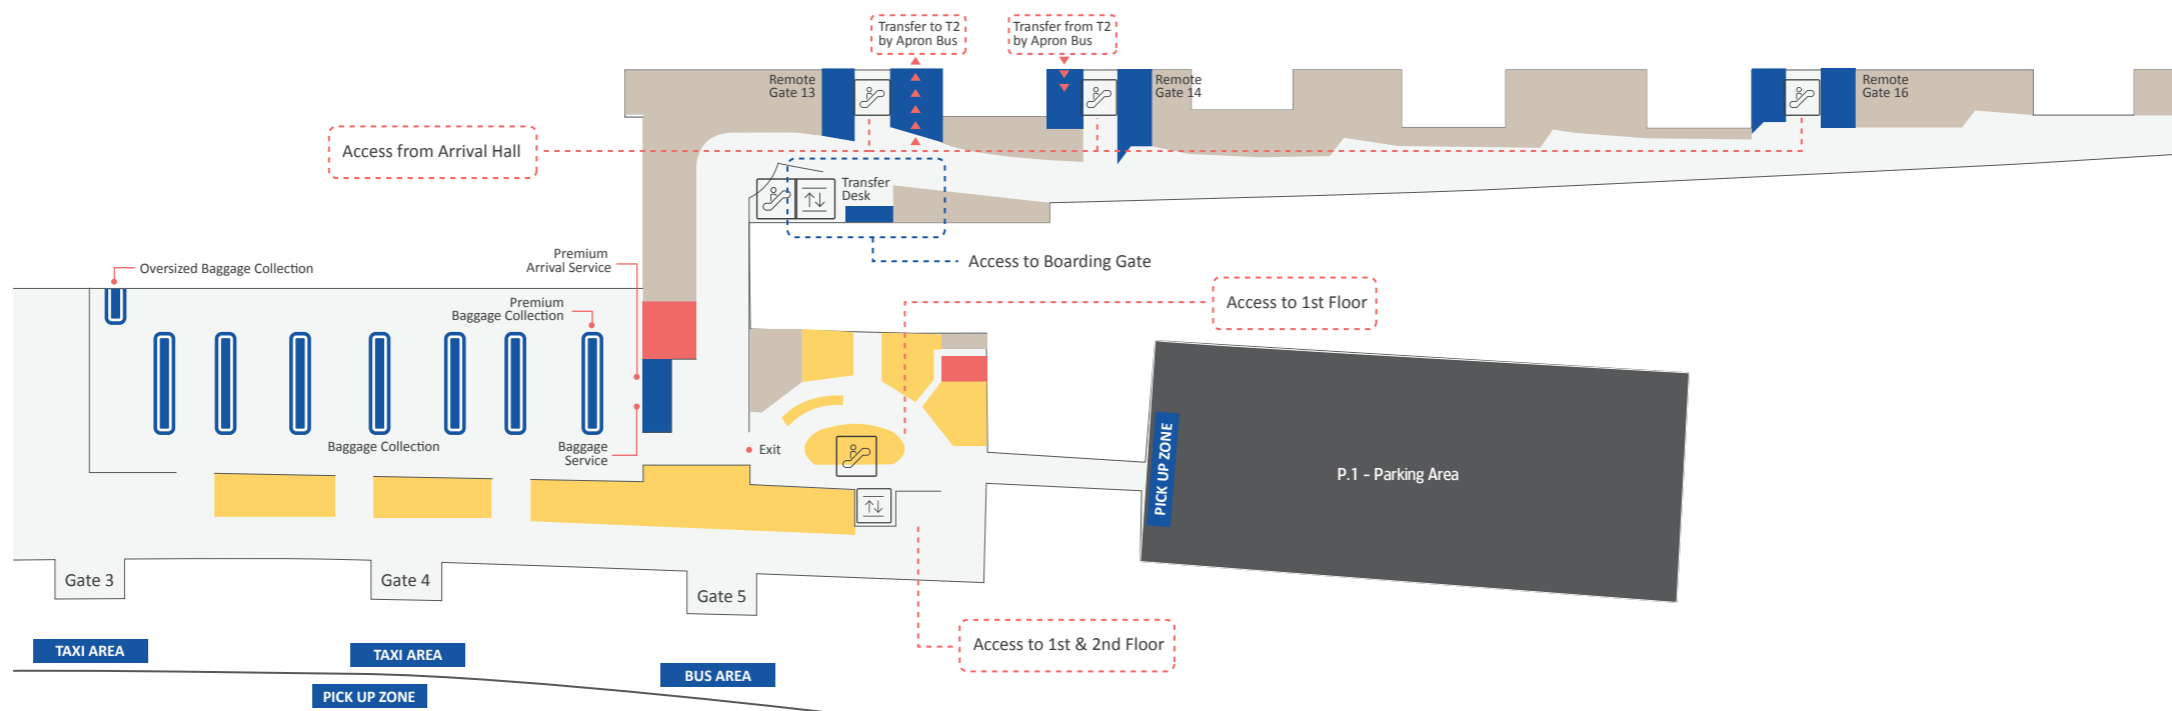 Transfer to T2
by Apron Bus
Transfer from T2
by Apron Bus
Remote
Gate 13
Remote
Gate 14
Remote
Gate 16
Access from Arrival Hall
Transfer
Desk
Access to Boarding Gate
Premium
Arrival Service
Oversized Baggage Collection
Premium
Baggage Collection
Access to 1st Floor
Baggage Collection
Baggage
Service
Exit
PICK UP ZONE
P.1 - Parking Area
Gate 3
Gate 4
Gate 5
Access to 1st & 2nd Floor
TAXI AREA
TAXI AREA
BUS AREA
PICK UP ZONE